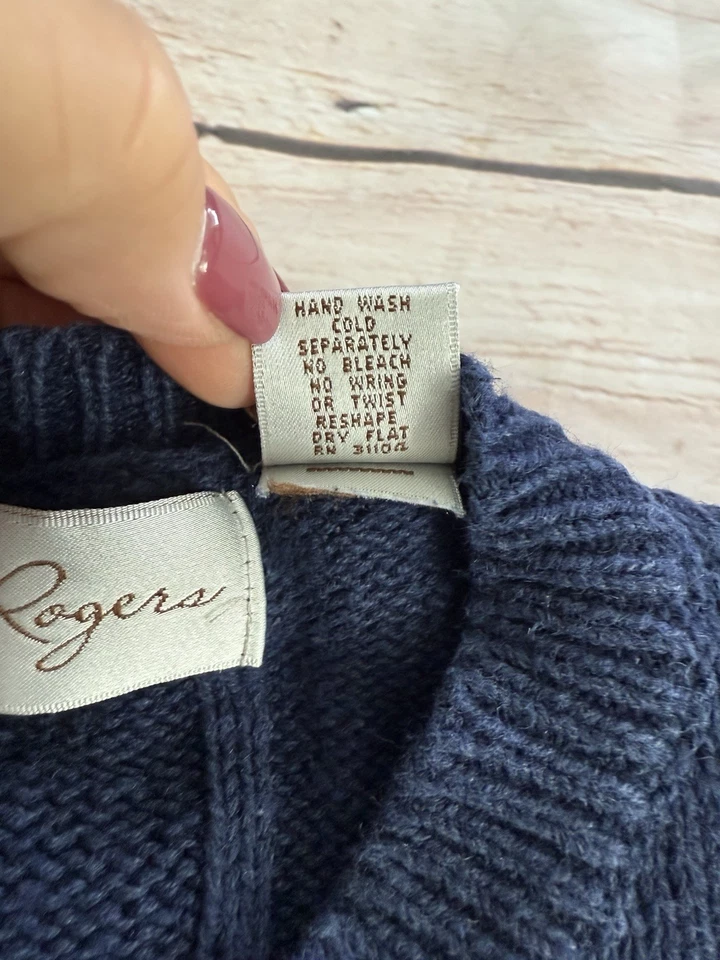 HAND WASH
COLD
SEPARATELY
NO BLEACH
NO WRING
OR TWIST
RESHAPE
DRY FLAT
RN 31104
Rogers